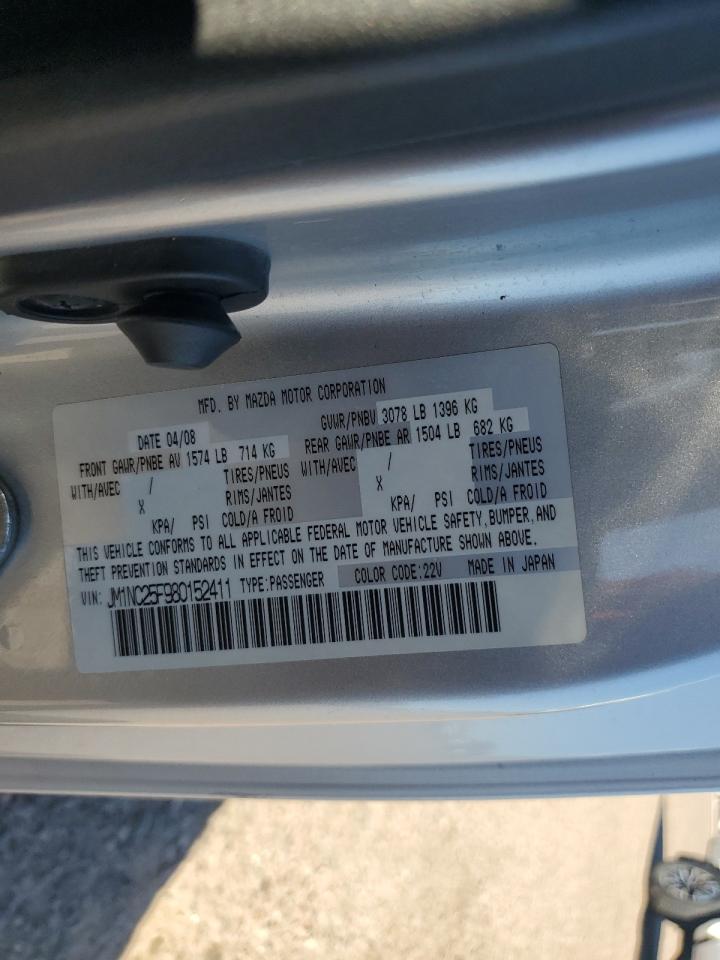 MFD. BY MAZDA MOTOR CORPORATION
DATE 04/08 GVWR/PNBV 3078 LB 1396 KG
FRONT GAWR/PNBE AV 1574 LB 714 KG REAR GAWR/PNBE AR 1504 LB 682 KG
WITH/AVEC / TIRES/PNEUS WITH/AVEC / TIRES/PNEUS
X RIMS/JANTES X RIMS/JANTES
KPA/ PSI COLD/A FROID KPA/ PSI COLD/A FROID
THIS VEHICLE CONFORMS TO ALL APPLICABLE FEDERAL MOTOR VEHICLE SAFETY, BUMPER, AND
THEFT PREVENTION STANDARDS IN EFFECT ON THE DATE OF MANUFACTURE SHOWN ABOVE.
VIN: JM1NC25F980152411 TYPE:PASSENGER COLOR CODE:22V MADE IN JAPAN